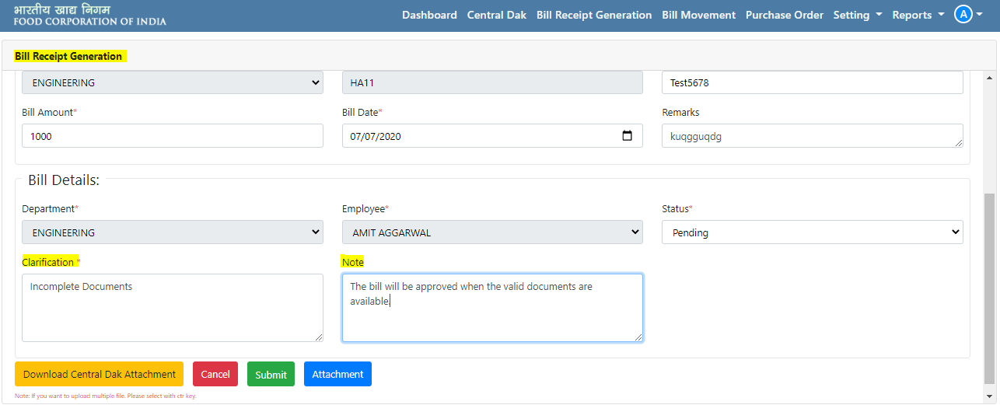 भारतीय खाद्य निगम
FOOD CORPORATION OF INDIA
Dashboard Central Dak Bill Receipt Generation Bill Movement Purchase Order Setting Reports A
Bill Receipt Generation
ENGINEERING HA11 Test5678
Bill Amount* Bill Date* Remarks
1000 07/07/2020 kuqgguqdg
Bill Details:
Department* Employee* Status*
ENGINEERING AMIT AGGARWAL Pending
Clarification * Note
Incomplete Documents The bill will be approved when the valid documents are
available.
Download Central Dak Attachment Cancel Submit Attachment
Note: If you want to upload multiple file. Please select with ctr key.